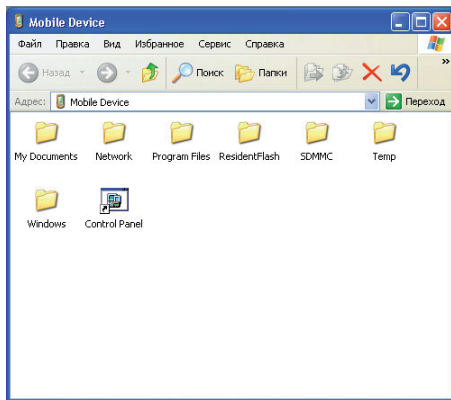 Mobile Device
Файл Правка Вид Избранное Сервис Справка
Назад Поиск Папки »
Адрес: Mobile Device Переход
My Documents Network Program Files ResidentFlash SDMMC Temp
Windows Control Panel